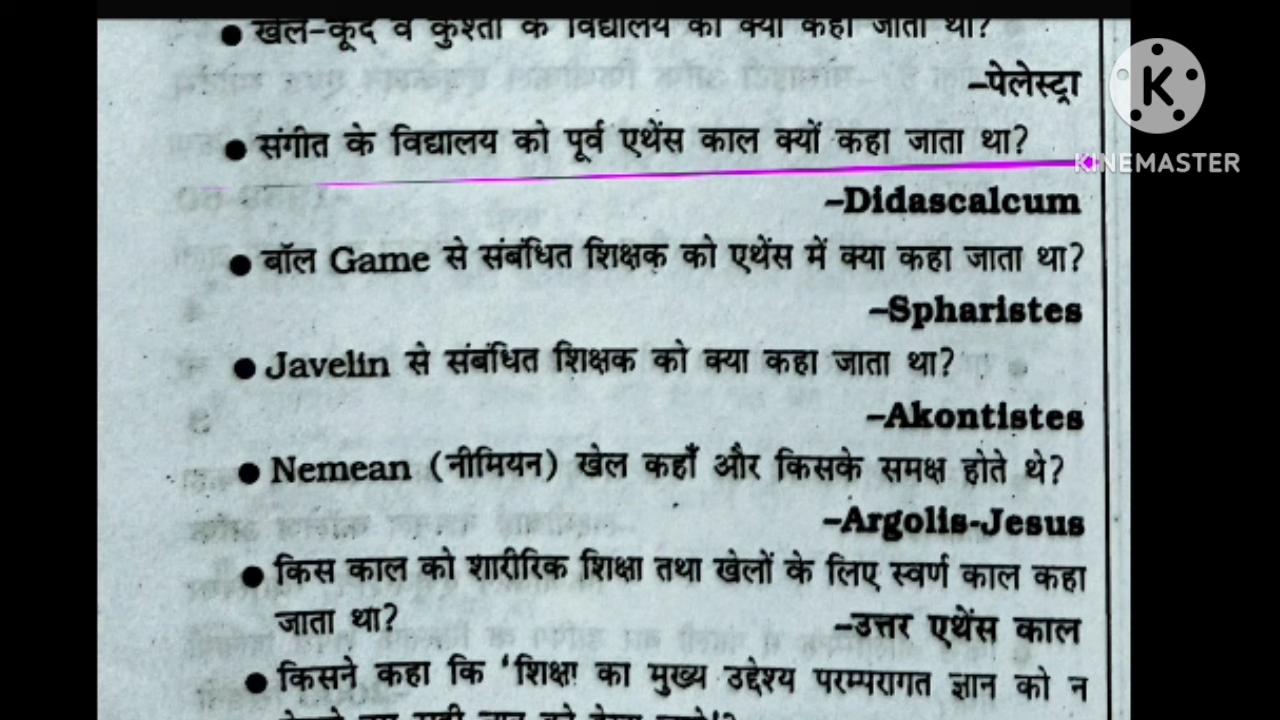 ● खेल-कूद व कुश्ती के विद्यालय को क्या कहा जाता था?
–पेलेस्ट्रा
● संगीत के विद्यालय को पूर्व एथेंस काल क्यों कहा जाता था?
–Didascalcum
● बॉल Game से संबंधित शिक्षक को एथेंस में क्या कहा जाता था?
–Spharistes
● Javelin से संबंधित शिक्षक को क्या कहा जाता था?
–Akontistes
● Nemean (नीमियन) खेल कहाँ और किसके समक्ष होते थे?
–Argolis-Jesus
● किस काल को शारीरिक शिक्षा तथा खेलों के लिए स्वर्ण काल कहा
जाता था? –उत्तर एथेंस काल
● किसने कहा कि 'शिक्षा का मुख्य उद्देश्य परम्परागत ज्ञान को न
K
KINEMASTER